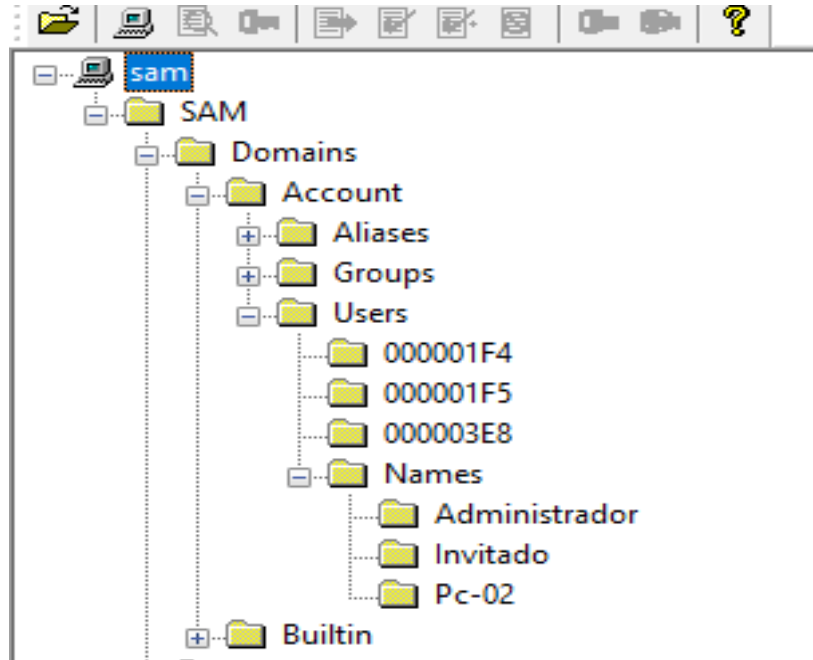 sam
SAM
Domains
Account
Aliases
Groups
Users
000001F4
000001F5
000003E8
Names
Administrador
Invitado
Pc-02
Builtin